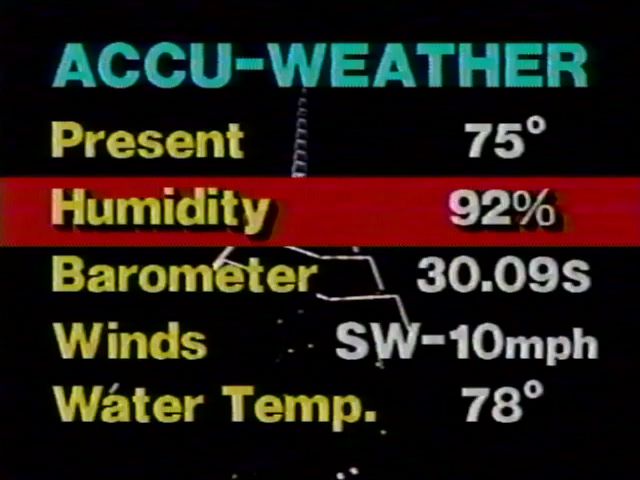 ACCU-WEATHER
Present 75°
Humidity 92%
Barometer 30.09S
Winds SW-10mph
Water Temp. 78°